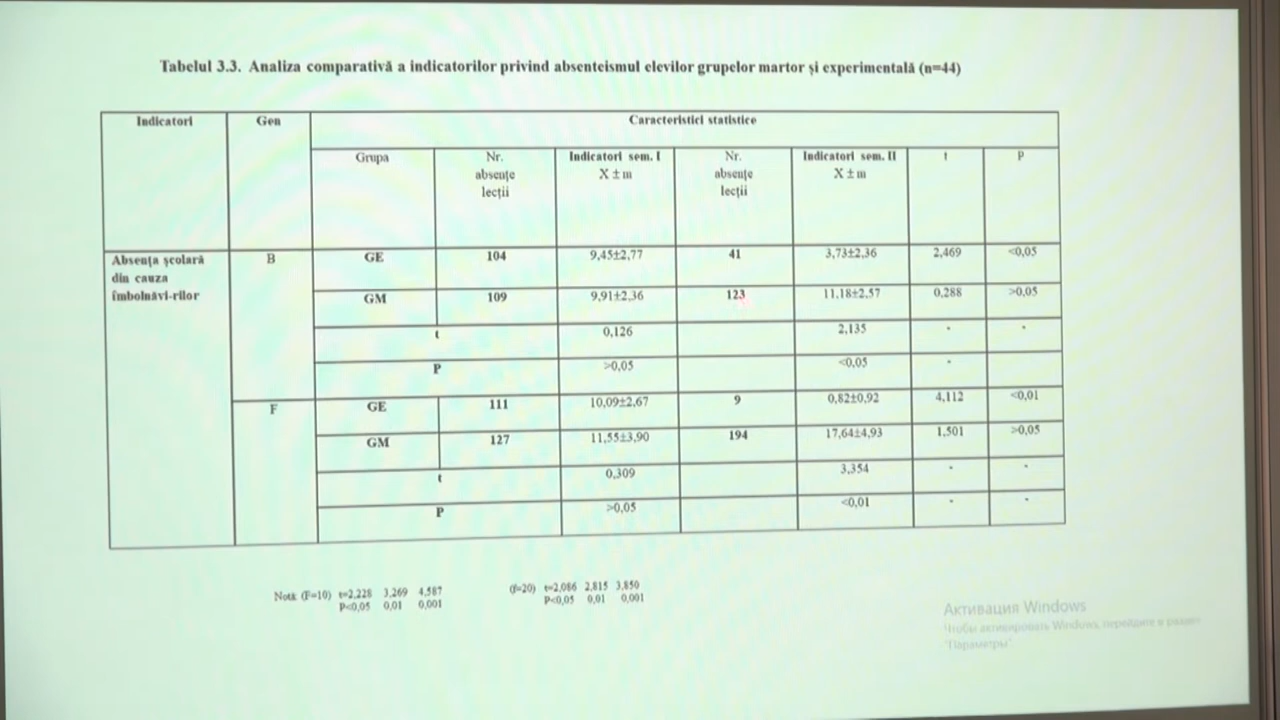 Tabelul 3.3. Analiza comparativă a indicatorilor privind absenteismul elevilor grupelor martor și experimentală (n=44)
Indicatori Gen Caracteristici statistice
Grupa Nr. absențe lecții Indicatori sem. I X ± m Nr. absențe lecții Indicatori sem. II X ± m t P
Absența școlară din cauza îmbolnăvi-rilor B GE 104 9,45±2,77 41 3,73±2,36 2,469 <0,05
GM 109 9,91±2,36 123 11,18±2,57 0,288 >0,05
t 0,126 2,135 - -
P >0,05 <0,05 -
F GE 111 10,09±2,67 9 0,82±0,92 4,112 <0,01
GM 127 11,55±3,90 194 17,64±4,93 1,501 >0,05
t 0,309 3,354 - -
P >0,05 <0,01 - -
Notă: (F=10) t=2,228 3,269 4,587 (f=20) t=2,086 2,815 3,850
P<0,05 0,01 0,001 P<0,05 0,01 0,001
Активация Windows
Чтобы активировать Windows, перейдите в раздел
"Параметры"